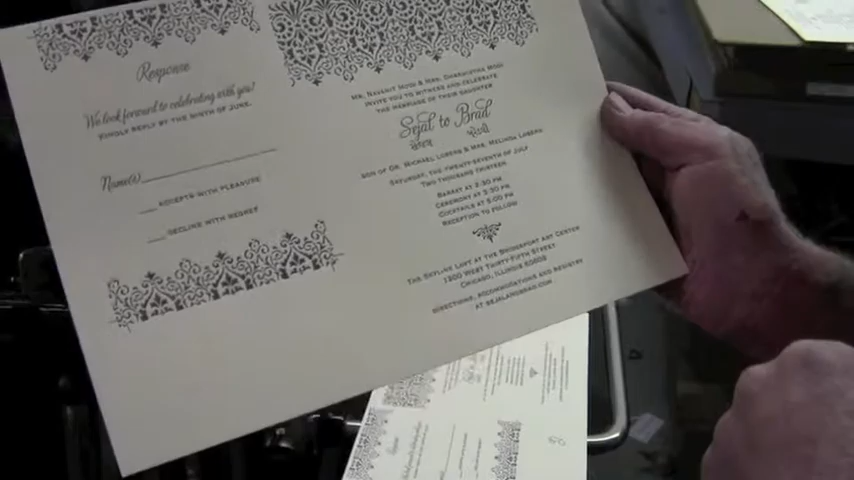 Response
We look forward to celebrating with you!
KINDLY REPLY BY THE NINTH OF JUNE.
Name(s)
ACCEPTS WITH PLEASURE
DECLINE WITH REGRET
MR. NAVANIT MODI & MRS. DHARMISTHA MODI
INVITE YOU TO WITNESS AND CELEBRATE
THE MARRIAGE OF THEIR DAUGHTER
Sejal to Brad
SON OF DR. MICHAEL LOBERG & MRS. MELINDA LOBERG
SATURDAY, THE TWENTY-SEVENTH OF JULY
TWO THOUSAND THIRTEEN
BARAAT AT 2:30 PM
CEREMONY AT 3:30 PM
COCKTAILS AT 5:00 PM
RECEPTION TO FOLLOW
THE SKYLINE LOFT AT THE BRIDGEPORT ART CENTER
1200 WEST THIRTY-FIFTH STREET
CHICAGO, ILLINOIS 60609
DIRECTIONS, ACCOMMODATIONS AND REGISTRY
AT SEJALANDBRAD.COM